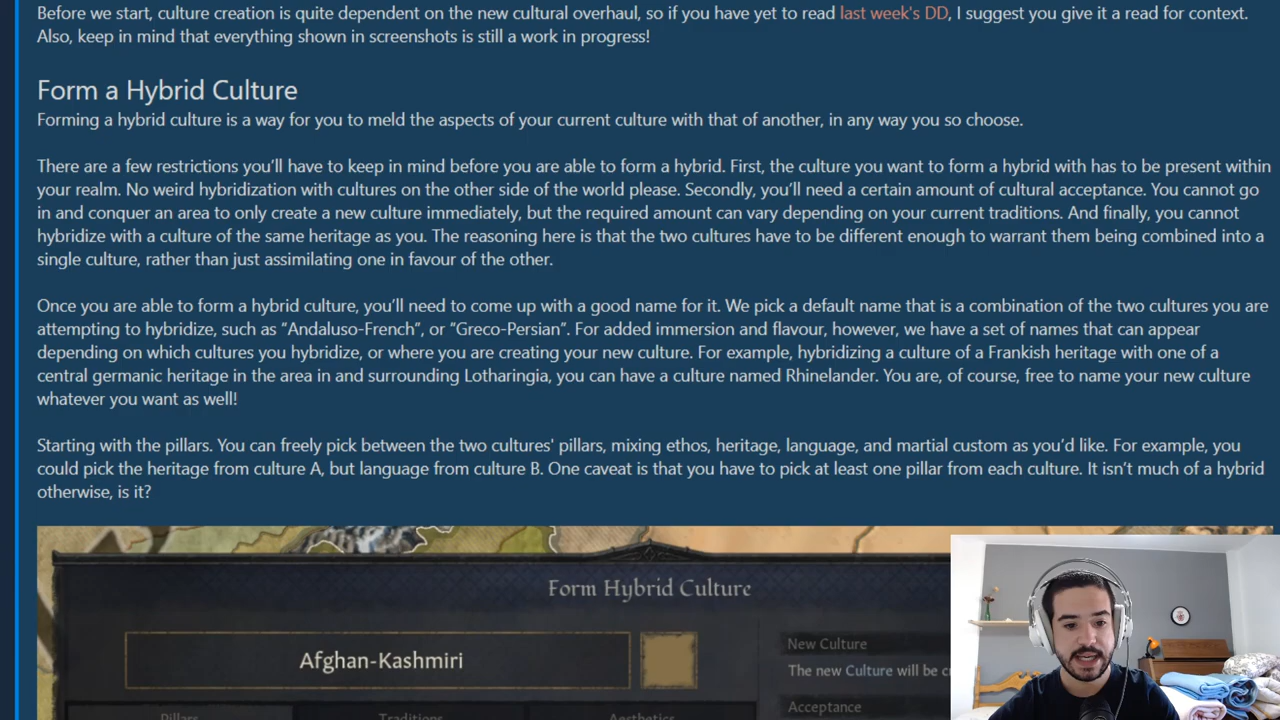 Before we start, culture creation is quite dependent on the new cultural overhaul, so if you have yet to read last week's DD, I suggest you give it a read for context.
Also, keep in mind that everything shown in screenshots is still a work in progress!
Form a Hybrid Culture
Forming a hybrid culture is a way for you to meld the aspects of your current culture with that of another, in any way you so choose.
There are a few restrictions you’ll have to keep in mind before you are able to form a hybrid. First, the culture you want to form a hybrid with has to be present within
your realm. No weird hybridization with cultures on the other side of the world please. Secondly, you’ll need a certain amount of cultural acceptance. You cannot go
in and conquer an area to only create a new culture immediately, but the required amount can vary depending on your current traditions. And finally, you cannot
hybridize with a culture of the same heritage as you. The reasoning here is that the two cultures have to be different enough to warrant them being combined into a
single culture, rather than just assimilating one in favour of the other.
Once you are able to form a hybrid culture, you’ll need to come up with a good name for it. We pick a default name that is a combination of the two cultures you are
attempting to hybridize, such as “Andaluso-French”, or “Greco-Persian”. For added immersion and flavour, however, we have a set of names that can appear
depending on which cultures you hybridize, or where you are creating your new culture. For example, hybridizing a culture of a Frankish heritage with one of a
central germanic heritage in the area in and surrounding Lotharingia, you can have a culture named Rhinelander. You are, of course, free to name your new culture
whatever you want as well!
Starting with the pillars. You can freely pick between the two cultures' pillars, mixing ethos, heritage, language, and martial custom as you’d like. For example, you
could pick the heritage from culture A, but language from culture B. One caveat is that you have to pick at least one pillar from each culture. It isn’t much of a hybrid
otherwise, is it?
Form Hybrid Culture
Afghan-Kashmiri
New Culture
The new Culture will be
Acceptance
Pillars Traditions Aesthetics